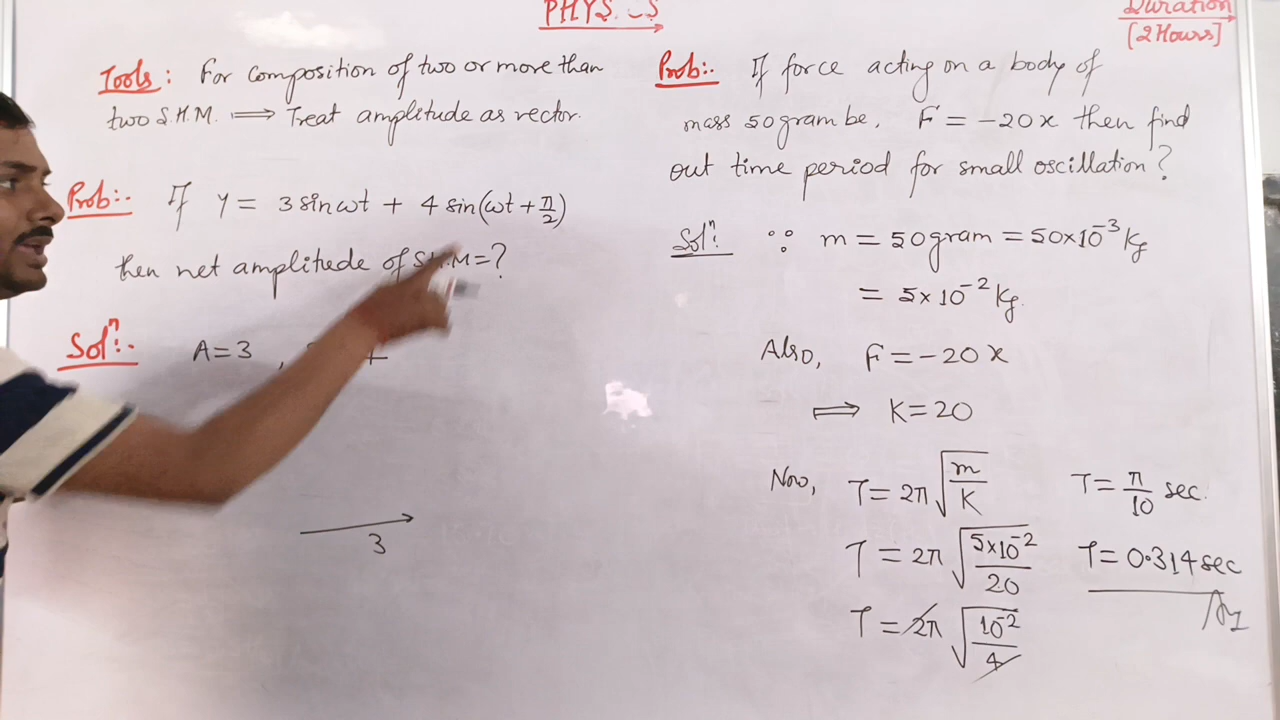 PHYS
Duration
[2 Hours]
Tools: For composition of two or more than
two S.H.M. ⟹ Treat amplitude as vector.
Prob:- If y = 3 sin ωt + 4 sin(ωt + π/2)
then net amplitude of S.H.M = ?
Solⁿ:- A = 3 ,
3
Prob:- If force acting on a body of
mass 50 gram be, F = -20x then find
out time period for small oscillation?
Solⁿ: ∵ m = 50 gram = 50×10⁻³ Kg
= 5×10⁻² Kg.
Also, F = -20x
⟹ K = 20
Now, T = 2π √(m/K)
T = 2π √(5×10⁻²/20)
T = 2π √(10⁻²/4)
T = π/10 sec.
T = 0.314 sec